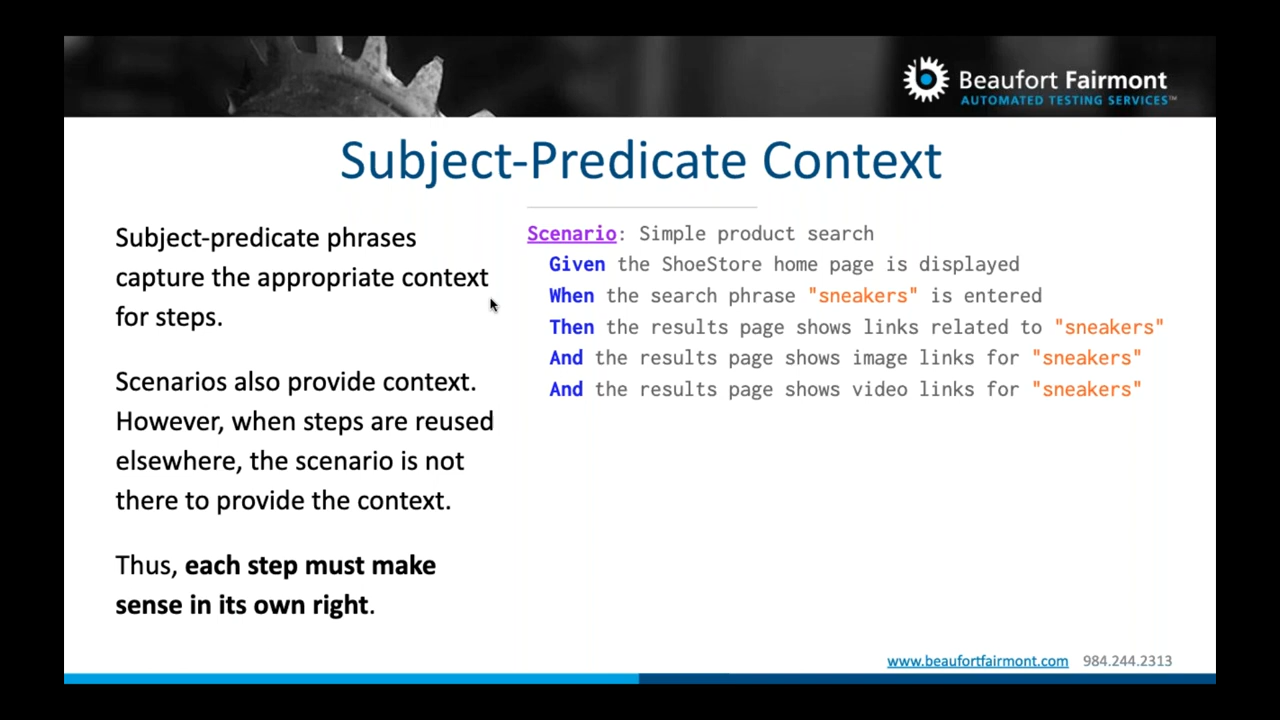 Beaufort Fairmont
AUTOMATED TESTING SERVICES™
Subject-Predicate Context
Subject-predicate phrases
capture the appropriate context
for steps.
Scenarios also provide context.
However, when steps are reused
elsewhere, the scenario is not
there to provide the context.
Thus, each step must make
sense in its own right.
Scenario: Simple product search
Given the ShoeStore home page is displayed
When the search phrase "sneakers" is entered
Then the results page shows links related to "sneakers"
And the results page shows image links for "sneakers"
And the results page shows video links for "sneakers"
www.beaufortfairmont.com 984.244.2313